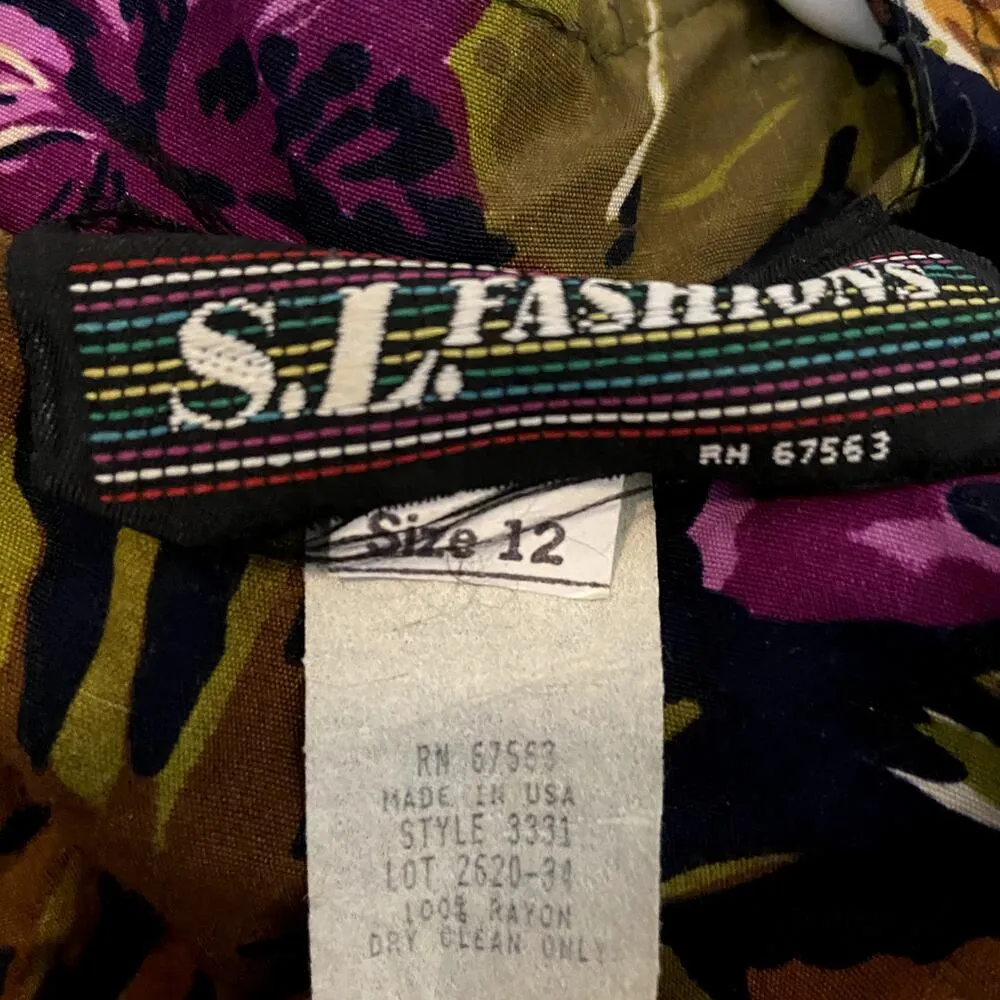 S.L. FASHIONS
RN 67563
Size 12
RN 67563
MADE IN USA
STYLE 3331
LOT 2620-34
100% RAYON
DRY CLEAN ONLY